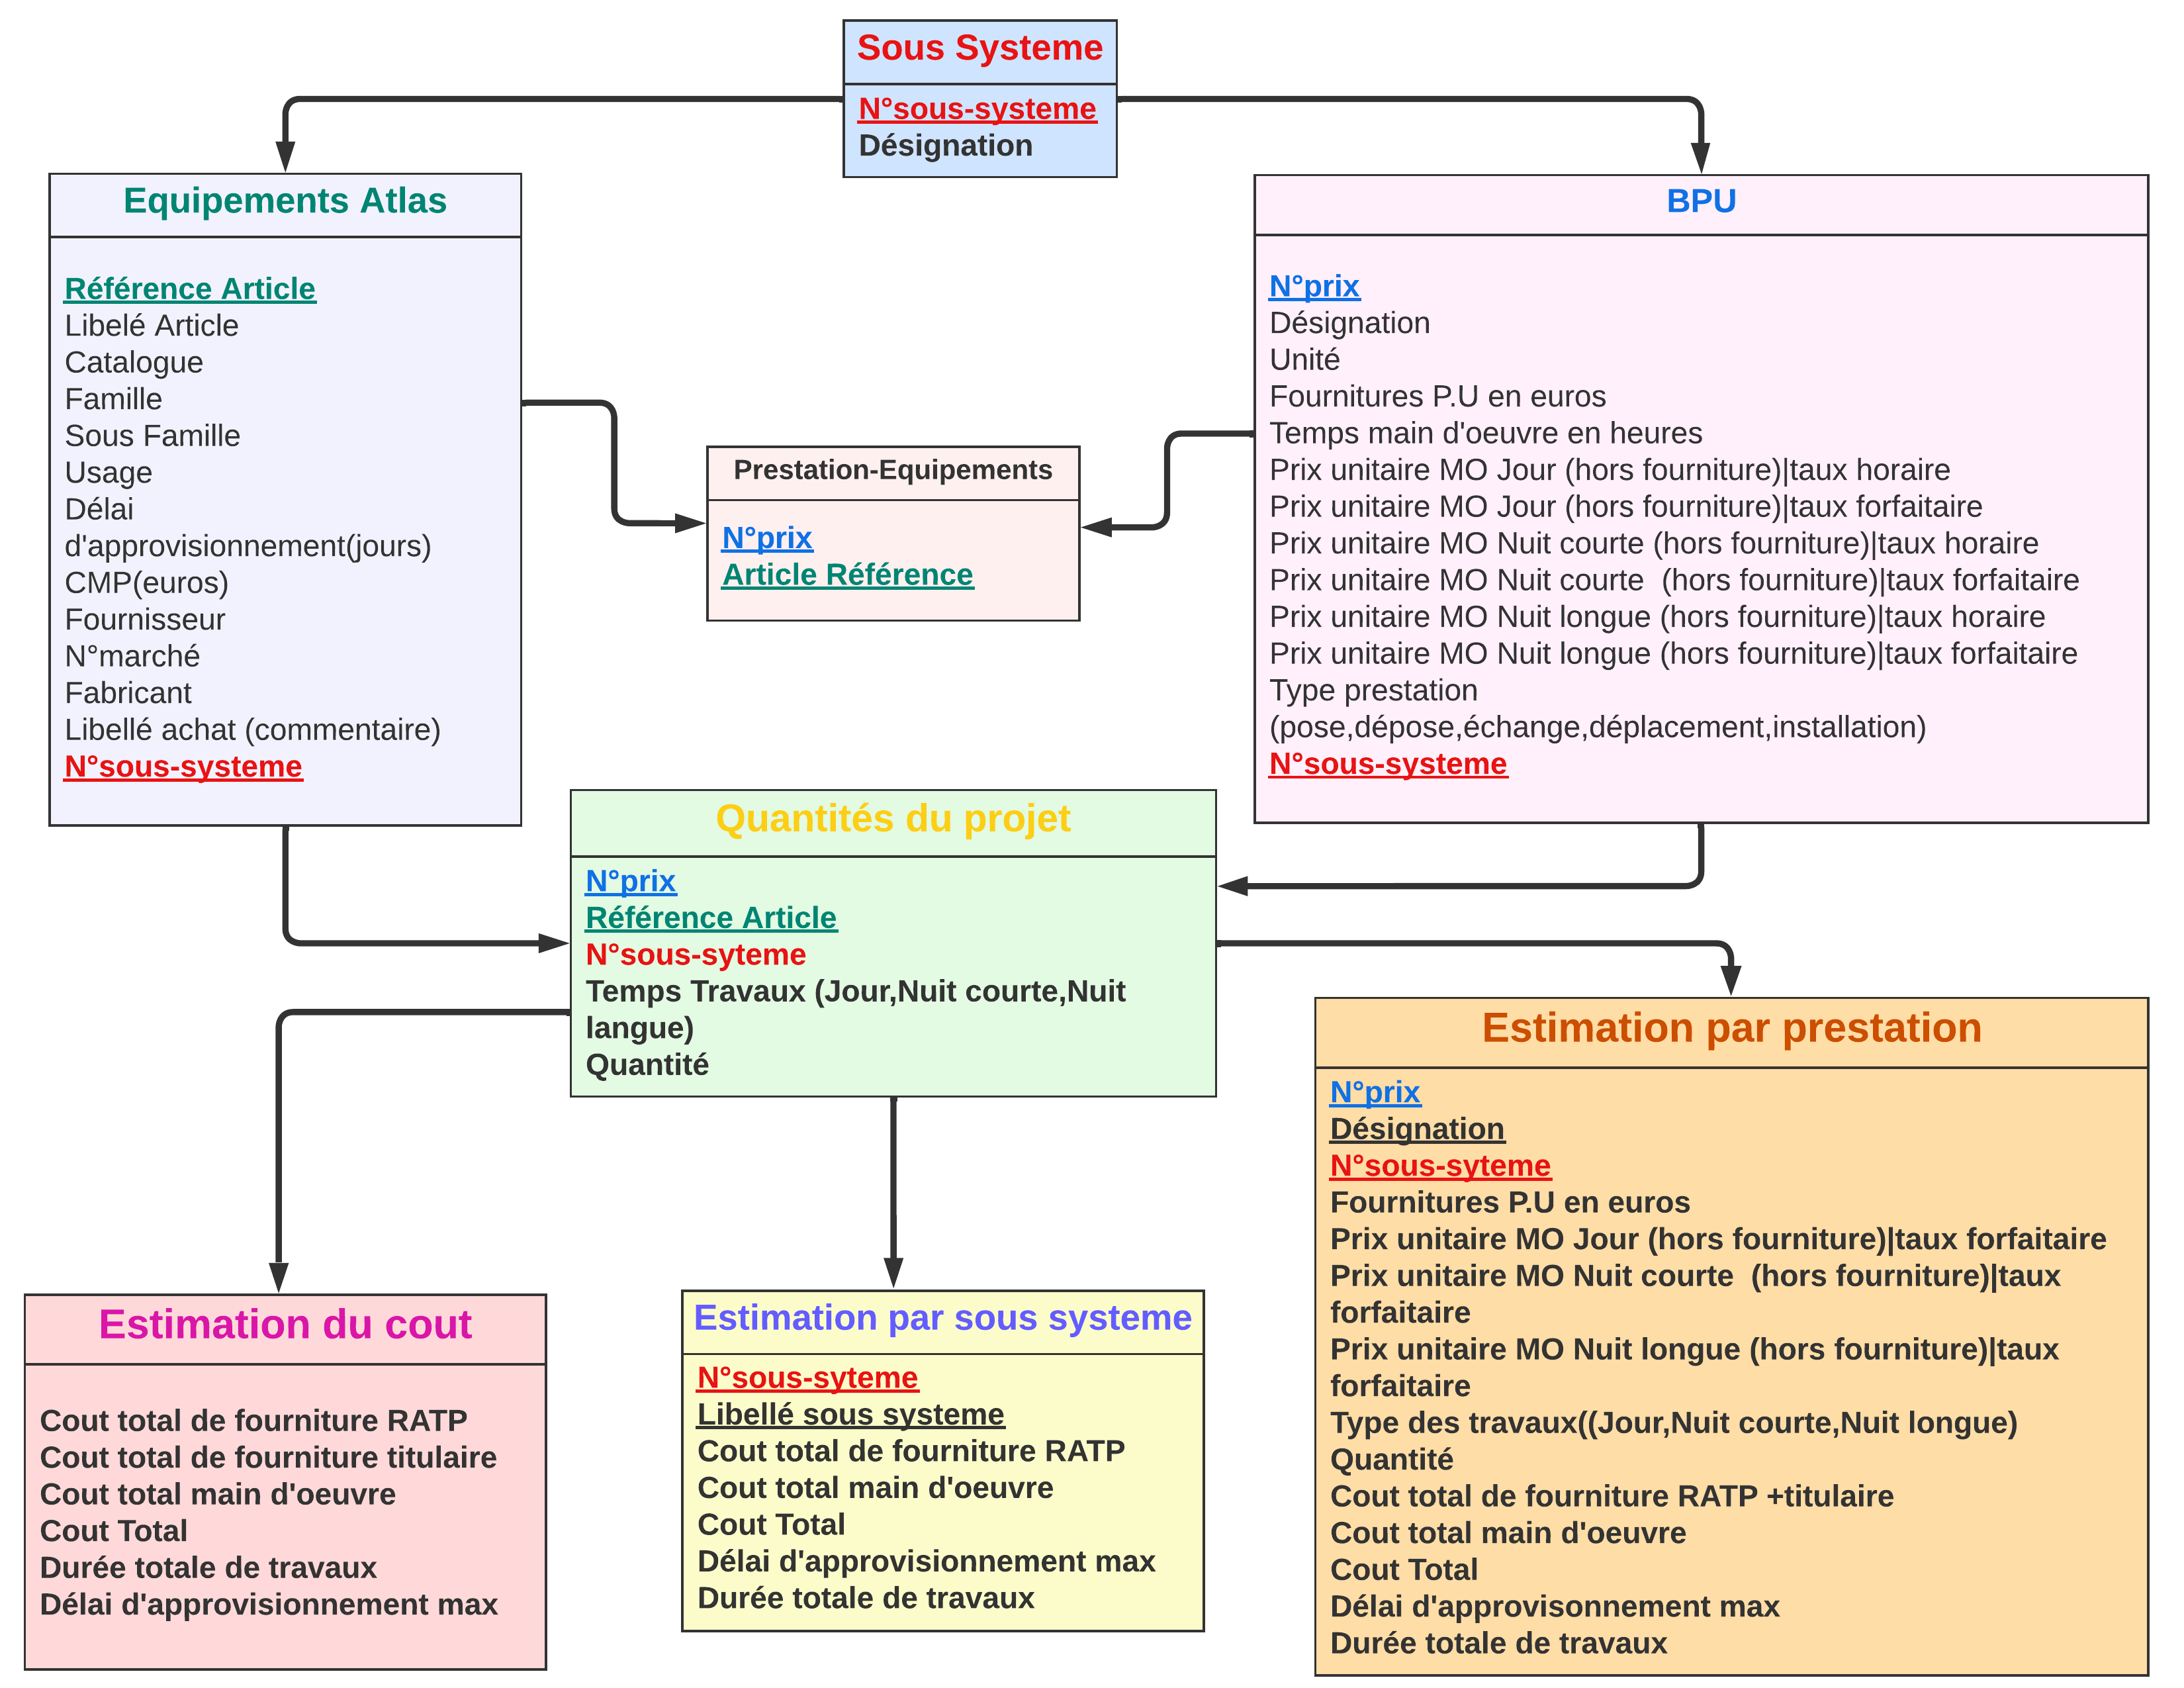 Sous Systeme
N°sous-systeme
Désignation
Equipements Atlas
Référence Article
Libelé Article
Catalogue
Famille
Sous Famille
Usage
Délai
d'approvisionnement(jours)
CMP(euros)
Fournisseur
N°marché
Fabricant
Libellé achat (commentaire)
N°sous-systeme
BPU
N°prix
Désignation
Unité
Fournitures P.U en euros
Temps main d'oeuvre en heures
Prix unitaire MO Jour (hors fourniture)|taux horaire
Prix unitaire MO Jour (hors fourniture)|taux forfaitaire
Prix unitaire MO Nuit courte (hors fourniture)|taux horaire
Prix unitaire MO Nuit courte  (hors fourniture)|taux forfaitaire
Prix unitaire MO Nuit longue (hors fourniture)|taux horaire
Prix unitaire MO Nuit longue (hors fourniture)|taux forfaitaire
Type prestation
(pose,dépose,échange,déplacement,installation)
N°sous-systeme
Prestation-Equipements
N°prix
Article Référence
Quantités du projet
N°prix
Référence Article
N°sous-syteme
Temps Travaux (Jour,Nuit courte,Nuit
langue)
Quantité
Estimation par prestation
N°prix
Désignation
N°sous-syteme
Fournitures P.U en euros
Prix unitaire MO Jour (hors fourniture)|taux forfaitaire
Prix unitaire MO Nuit courte  (hors fourniture)|taux
forfaitaire
Prix unitaire MO Nuit longue (hors fourniture)|taux
forfaitaire
Type des travaux((Jour,Nuit courte,Nuit longue)
Quantité
Cout total de fourniture RATP +titulaire
Cout total main d'oeuvre
Cout Total
Délai d'approvisonnement max
Durée totale de travaux
Estimation du cout
Cout total de fourniture RATP
Cout total de fourniture titulaire
Cout total main d'oeuvre
Cout Total
Durée totale de travaux
Délai d'approvisionnement max
Estimation par sous systeme
N°sous-syteme
Libellé sous systeme
Cout total de fourniture RATP
Cout total main d'oeuvre
Cout Total
Délai d'approvisionnement max
Durée totale de travaux